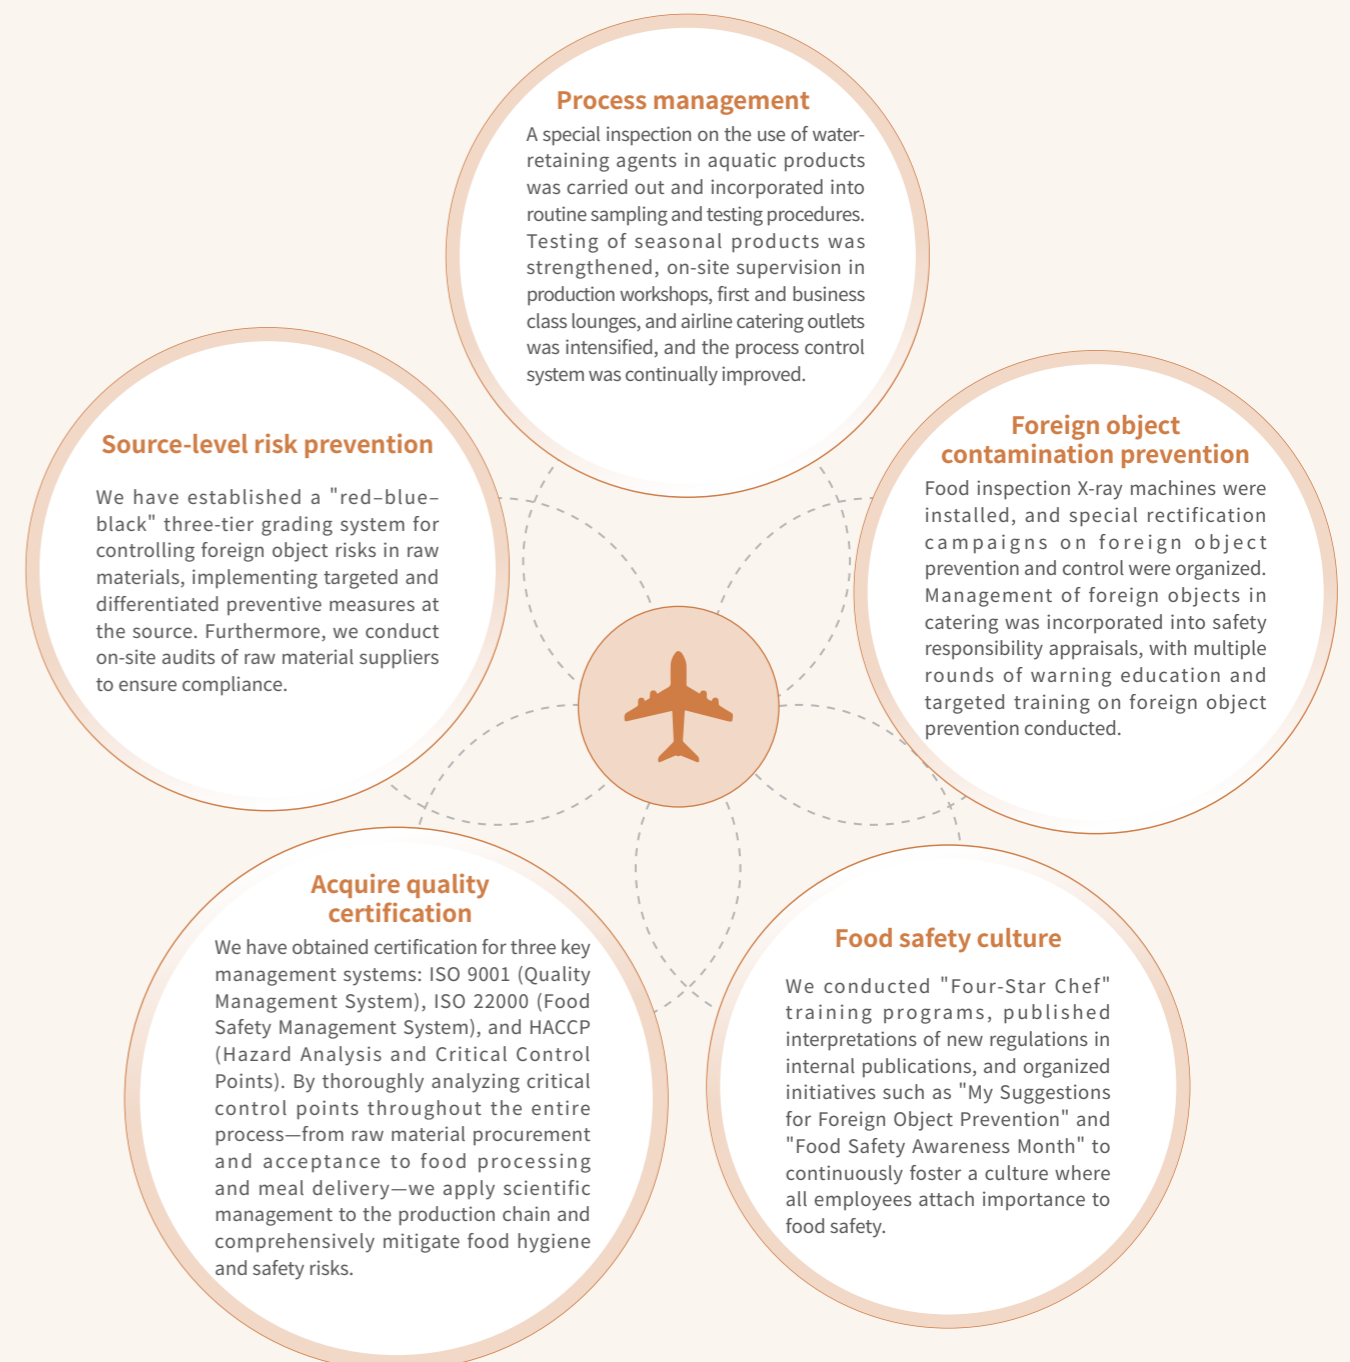 Process management
A special inspection on the use of water-
retaining agents in aquatic products
was carried out and incorporated into
routine sampling and testing procedures.
Testing of seasonal products was
strengthened, on-site supervision in
production workshops, first and business
class lounges, and airline catering outlets
was intensified, and the process control
system was continually improved.
Source-level risk prevention
We have established a "red–blue–
black" three-tier grading system for
controlling foreign object risks in raw
materials, implementing targeted and
differentiated preventive measures at
the source. Furthermore, we conduct
on-site audits of raw material suppliers
to ensure compliance.
Foreign object
contamination prevention
Food inspection X-ray machines were
installed, and special rectification
campaigns on foreign object
prevention and control were organized.
Management of foreign objects in
catering was incorporated into safety
responsibility appraisals, with multiple
rounds of warning education and
targeted training on foreign object
prevention conducted.
Acquire quality
certification
We have obtained certification for three key
management systems: ISO 9001 (Quality
Management System), ISO 22000 (Food
Safety Management System), and HACCP
(Hazard Analysis and Critical Control
Points). By thoroughly analyzing critical
control points throughout the entire
process—from raw material procurement
and acceptance to food processing
and meal delivery—we apply scientific
management to the production chain and
comprehensively mitigate food hygiene
and safety risks.
Food safety culture
We conducted "Four-Star Chef"
training programs, published
interpretations of new regulations in
internal publications, and organized
initiatives such as "My Suggestions
for Foreign Object Prevention" and
"Food Safety Awareness Month" to
continuously foster a culture where
all employees attach importance to
food safety.